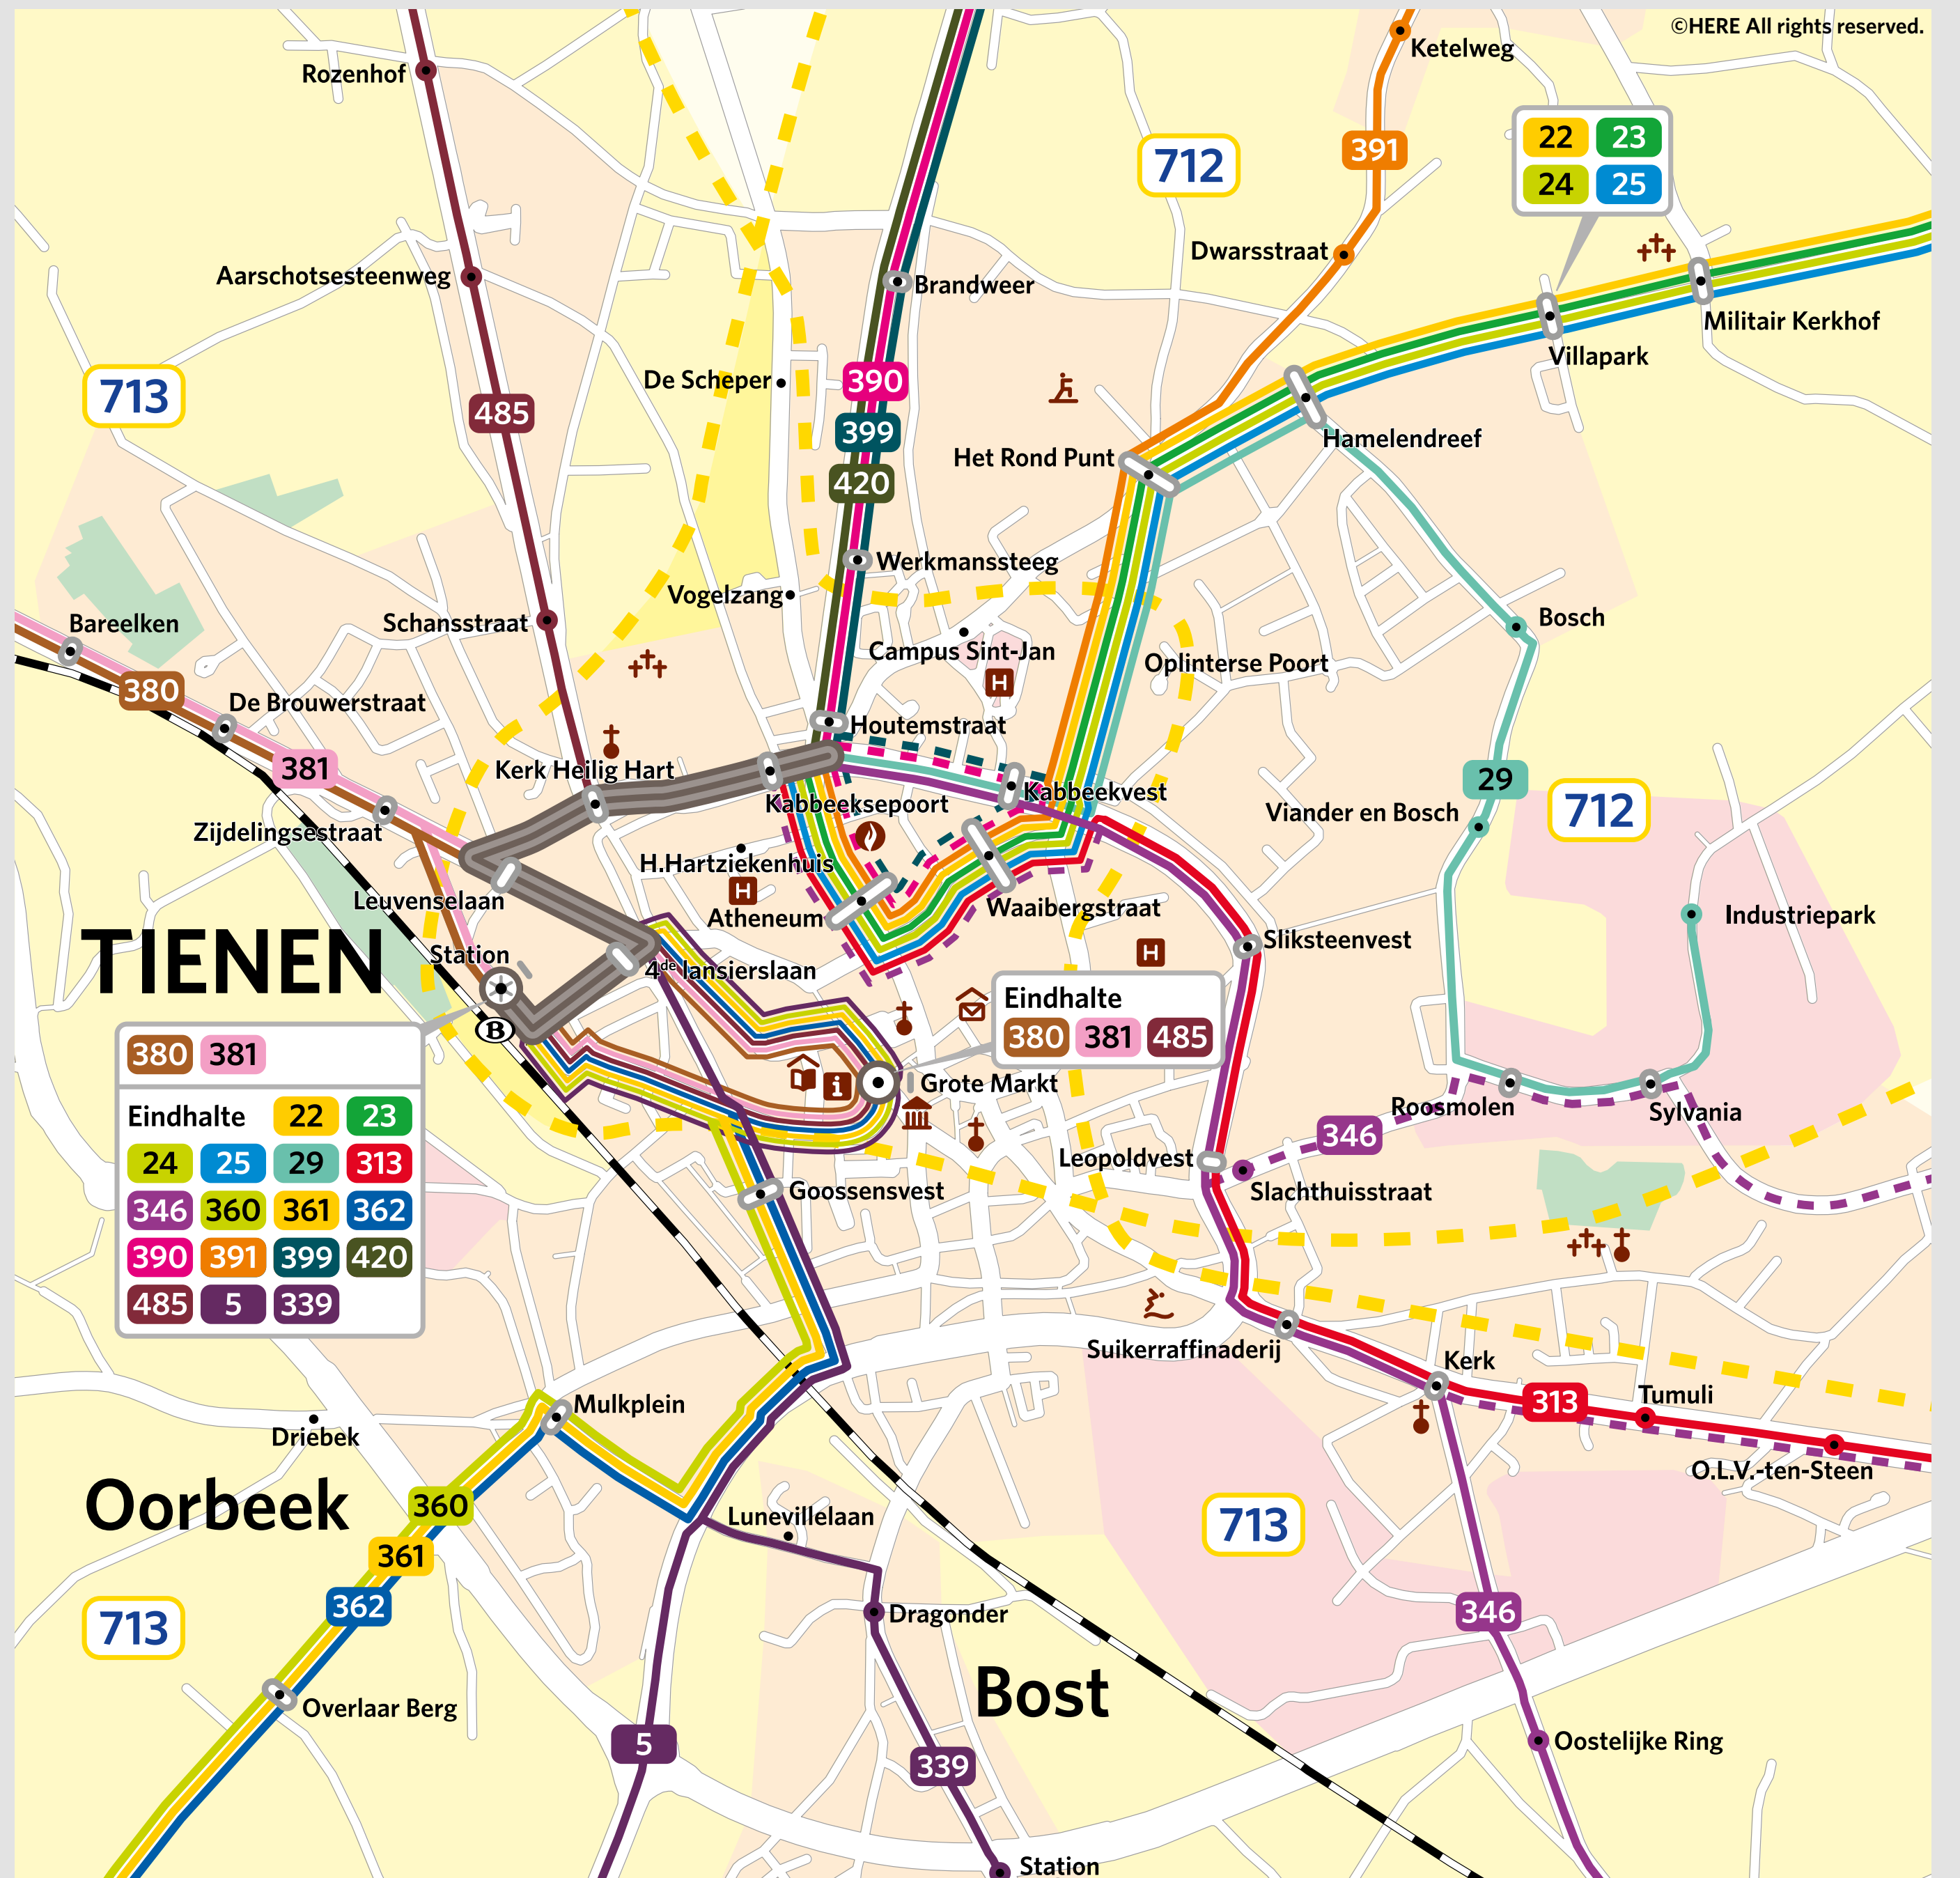 ©HERE All rights reserved.
Ketelweg
Rozenhof
22 23
24 25
391
712
Dwarsstraat
Aarschotsesteenweg
Brandweer
Militair Kerkhof
Villapark
De Scheper
390
713
485
399
Hamelendreef
Het Rond Punt
420
Werkmanssteeg
Vogelzang
Bosch
Bareelken
Schansstraat
Campus Sint-Jan
Oplinterse Poort
H
380
De Brouwerstraat
Houtemstraat
381
Kerk Heilig Hart
29
Kabbeekvest
Kabbeeksepoort
712
Viander en Bosch
Zijdelingsestraat
H.Hartziekenhuis
H
Leuvenselaan
Atheneum
Waaibergstraat
Industriepark
Sliksteenvest
H
TIENEN
Station
4de lansierslaan
Eindhalte
380 381 485
B
380 381
Eindhalte 22 23
24 25 29 313
346 360 361 362
390 391 399 420
485 5 339
i
Grote Markt
Roosmolen
Sylvania
346
Leopoldvest
Slachthuisstraat
Goossensvest
Suikerraffinaderij
Kerk
Tumuli
313
Mulkplein
Driebek
O.L.V.-ten-Steen
Oorbeek
360
Lunevillelaan
713
361
362
Dragonder
346
713
Bost
Overlaar Berg
5
Oostelijke Ring
339
Station